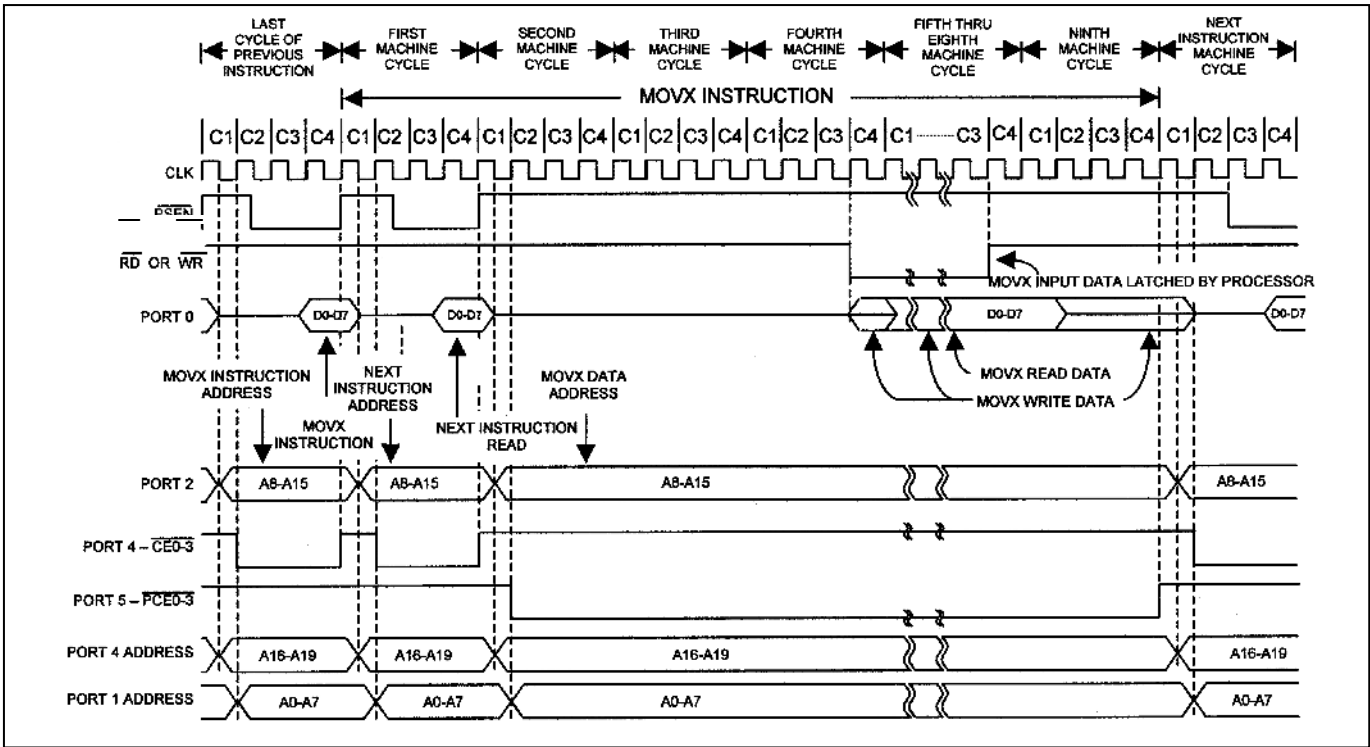 LAST CYCLE OF PREVIOUS INSTRUCTION
FIRST MACHINE CYCLE
SECOND MACHINE CYCLE
THIRD MACHINE CYCLE
FOURTH MACHINE CYCLE
FIFTH THRU EIGHTH MACHINE CYCLE
NINTH MACHINE CYCLE
NEXT INSTRUCTION MACHINE CYCLE
MOVX INSTRUCTION
C1 C2 C3 C4 C1 C2 C3 C4 C1 C2 C3 C4 C1 C2 C3 C4 C1 C2 C3 C4 C1 C3 C4 C1 C2 C3 C4 C1 C2 C3 C4
CLK
PSEN
RD OR WR
MOVX INPUT DATA LATCHED BY PROCESSOR
PORT 0 D0-D7 D0-D7 D0-D7 D0-D7
MOVX INSTRUCTION ADDRESS
NEXT INSTRUCTION ADDRESS
MOVX DATA ADDRESS
MOVX READ DATA
MOVX WRITE DATA
MOVX INSTRUCTION
NEXT INSTRUCTION READ
PORT 2 A8-A15 A8-A15 A8-A15 A8-A15
PORT 4 – CE0-3
PORT 5 – PCE0-3
PORT 4 ADDRESS A16-A19 A16-A19 A16-A19 A16-A19
PORT 1 ADDRESS A0-A7 A0-A7 A0-A7 A0-A7